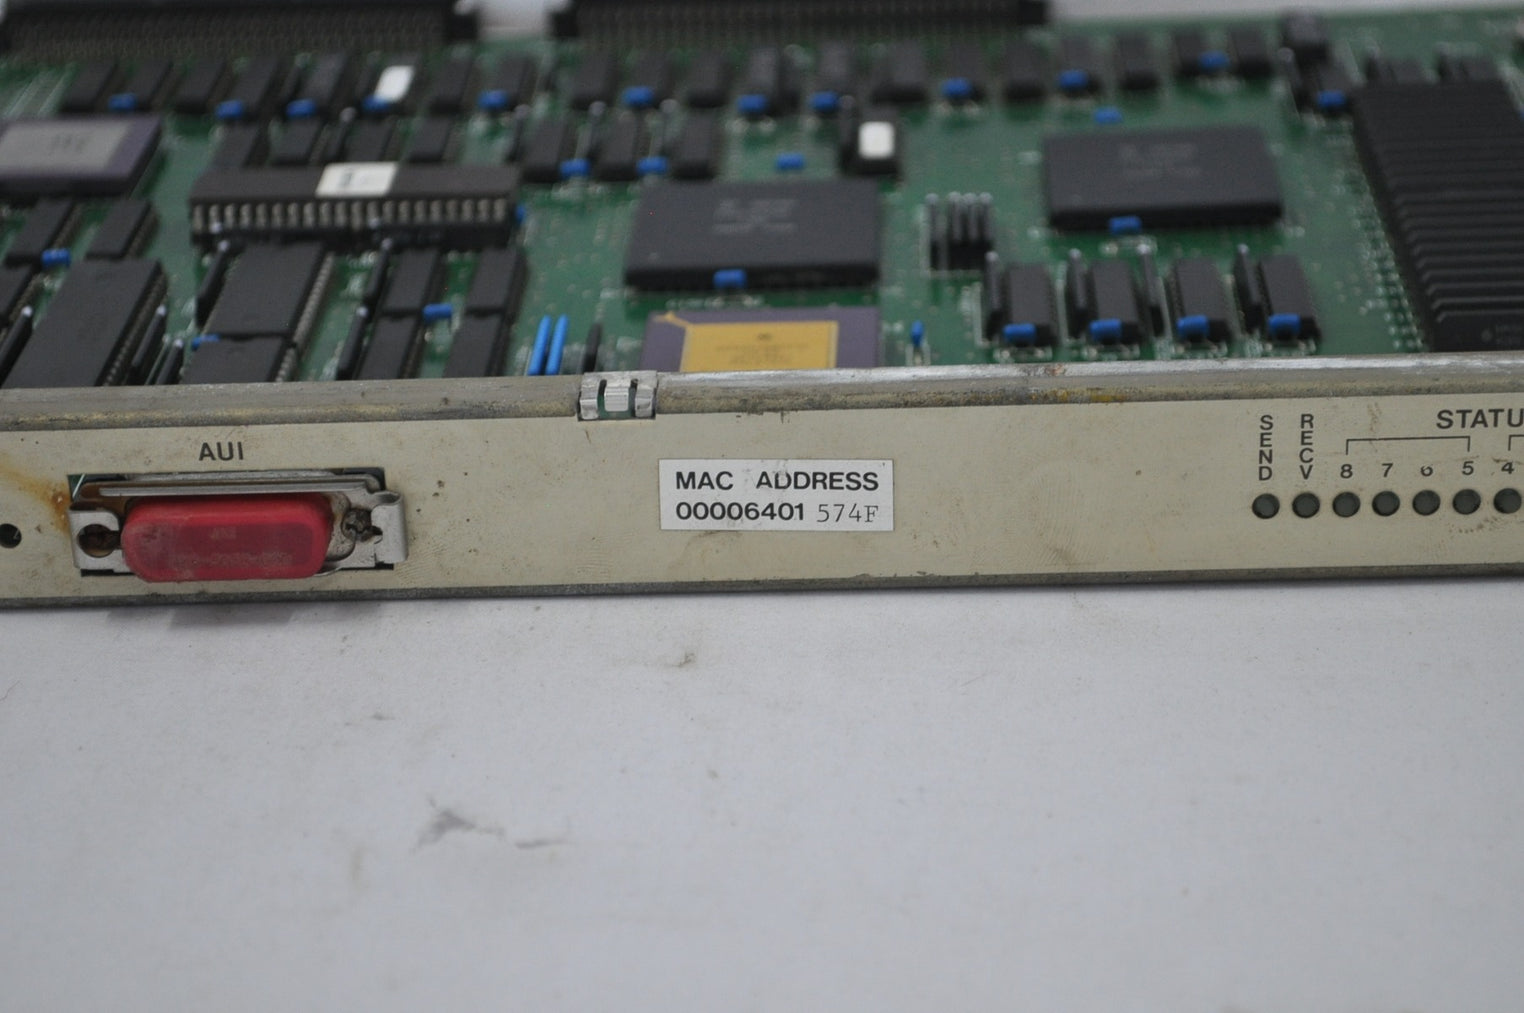 AUI
MAC ADDRESS
00006401 574F
SEND
RECV
STATU
8 7 6 5 4